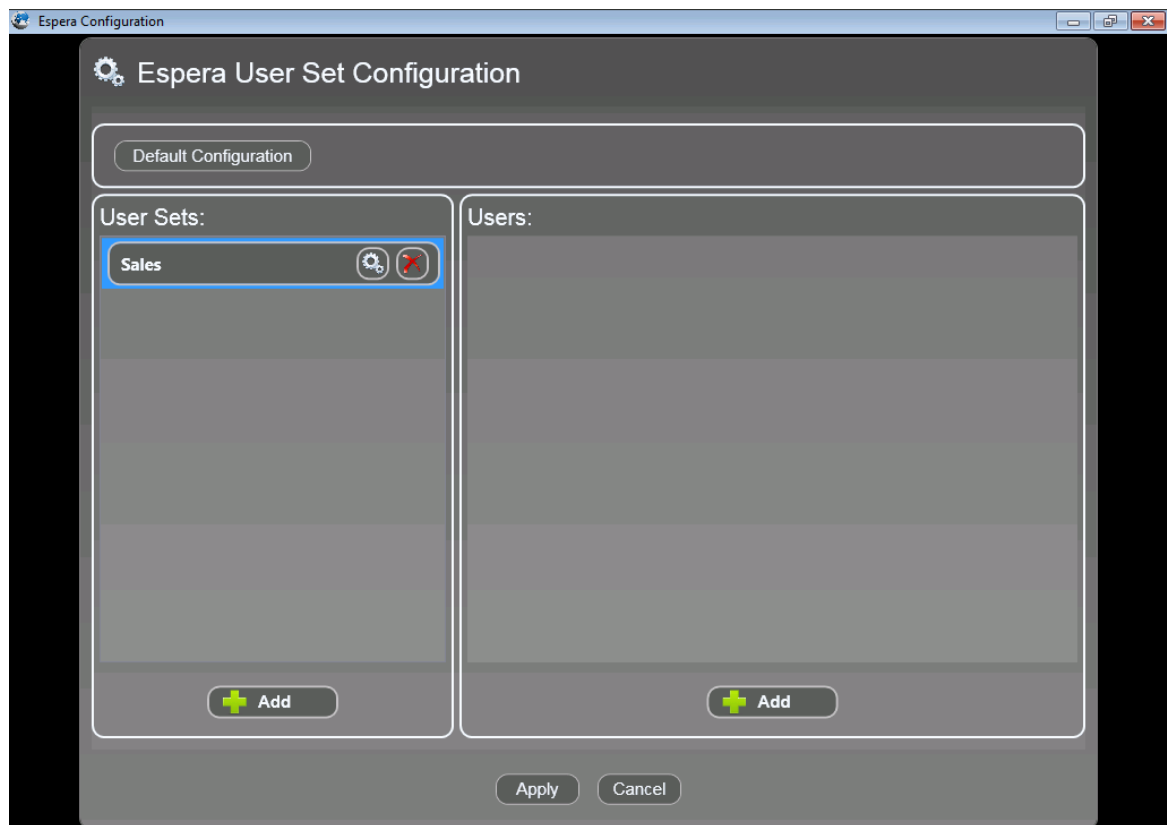 Espera Configuration
Espera User Set Configuration
Default Configuration
User Sets:
Users:
Sales
Add
Add
Apply
Cancel